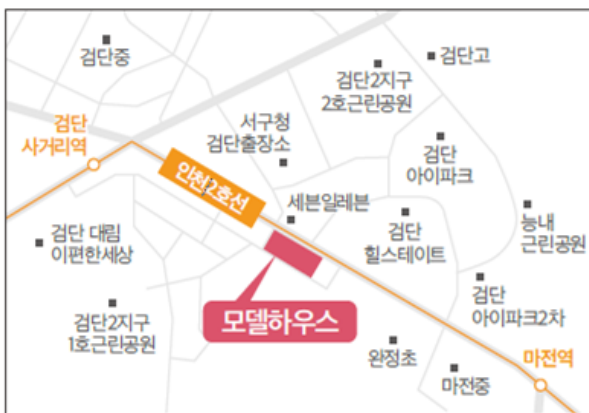 검단중
검단고
검단2지구
2호근린공원
검단
사거리역
서구청
검단출장소
검단
아이파크
인천2호선
세븐일레븐
검단
힐스테이트
능내
근린공원
검단 대림
이편한세상
검단
아이파크2차
모델하우스
검단2지구
1호근린공원
완정초
마전역
마전중